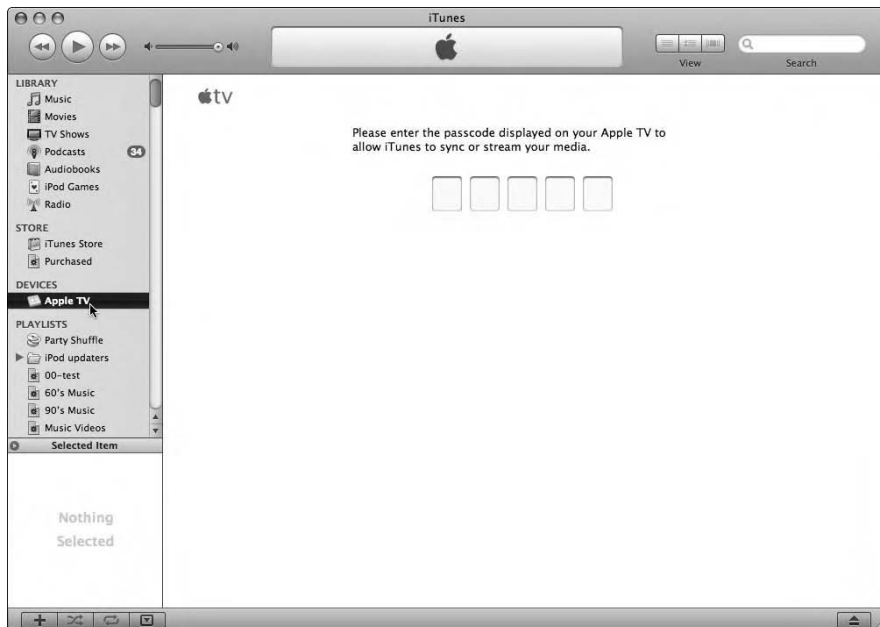 iTunes
View
Search
LIBRARY
Music
Movies
TV Shows
Podcasts 34
Audiobooks
iPod Games
Radio
STORE
iTunes Store
Purchased
DEVICES
Apple TV
PLAYLISTS
Party Shuffle
iPod updaters
00-test
60's Music
90's Music
Music Videos
Selected Item
Nothing
Selected
tv
Please enter the passcode displayed on your Apple TV to
allow iTunes to sync or stream your media.